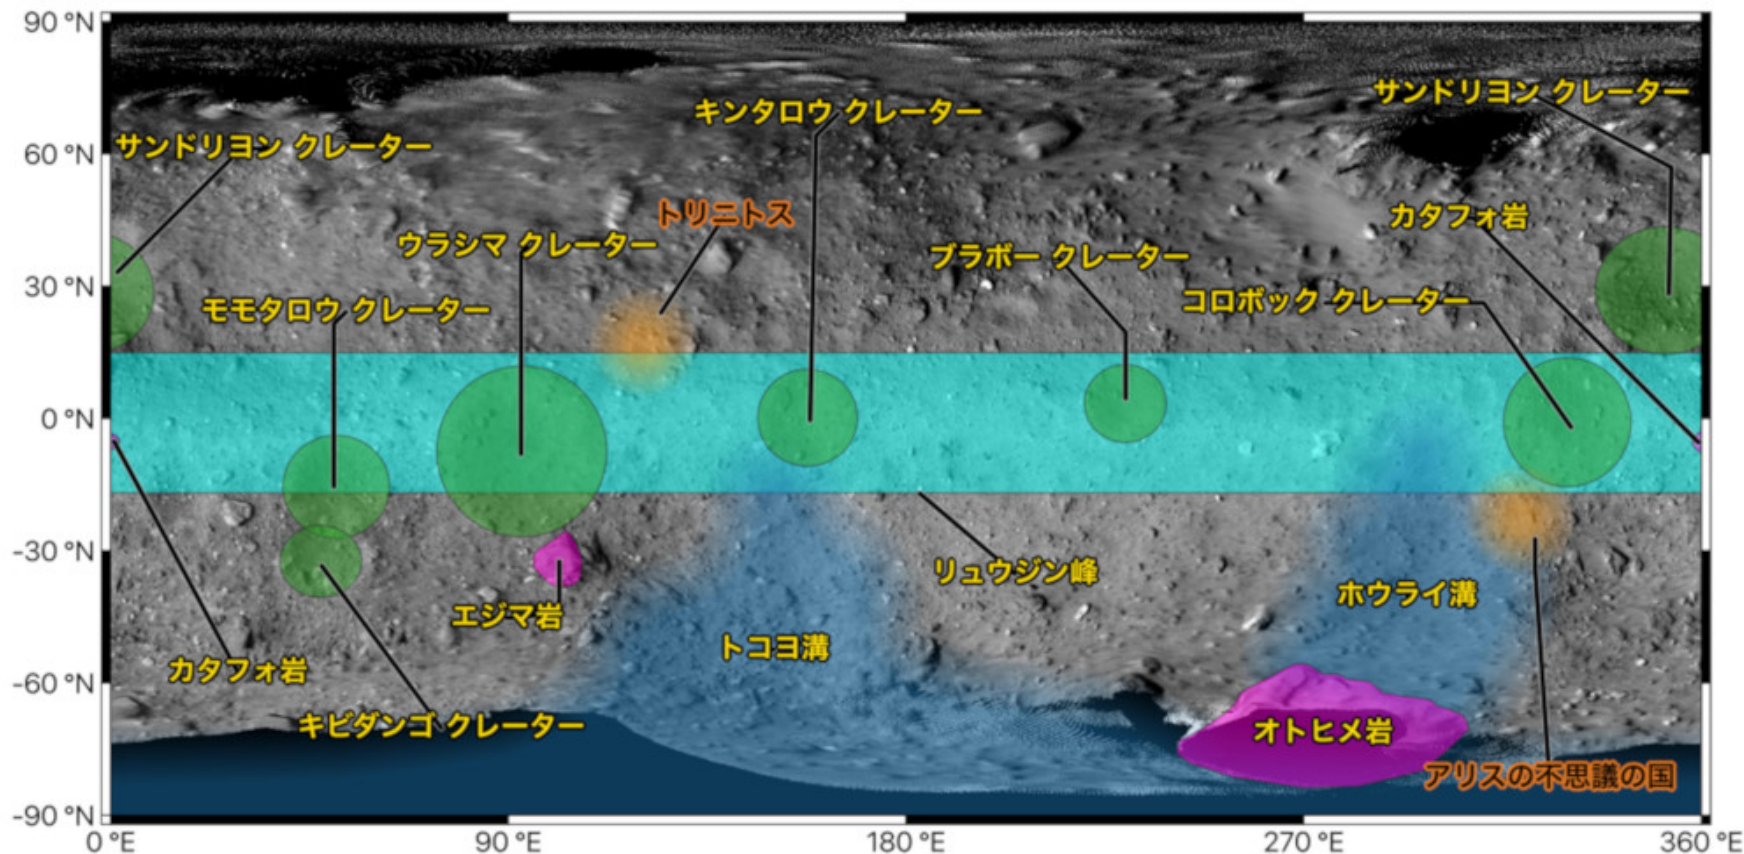 90 °N
サンドリヨン クレーター
キンタロウ クレーター
60 °N
サンドリヨン クレーター
トリニトス
カタフォ岩
ウラシマ クレーター
ブラボー クレーター
30 °N
モモタロウ クレーター
コロボック クレーター
0 °N
-30 °N
リュウジン峰
ホウライ溝
エジマ岩
トコヨ溝
カタフォ岩
-60 °N
キビダンゴ クレーター
オトヒメ岩
アリスの不思議の国
-90 °N
0 °E
90 °E
180 °E
270 °E
360 °E